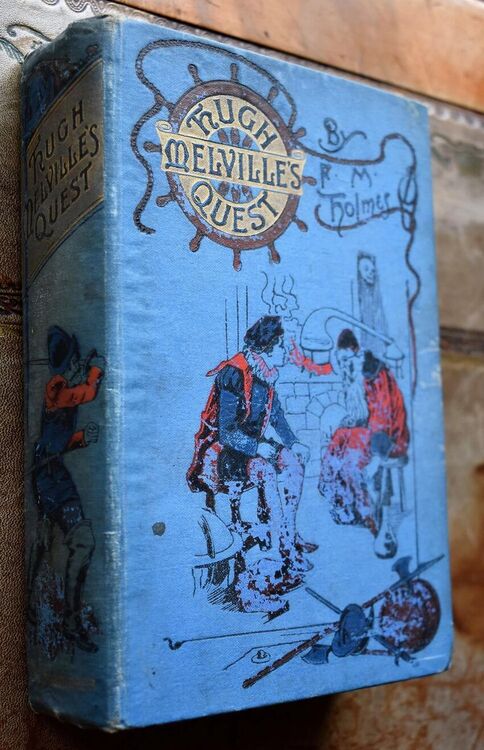 HUGH
MELVILLE'S
QUEST
By
F. M.
Holmes
HUGH
MELVILLE'S
QUEST